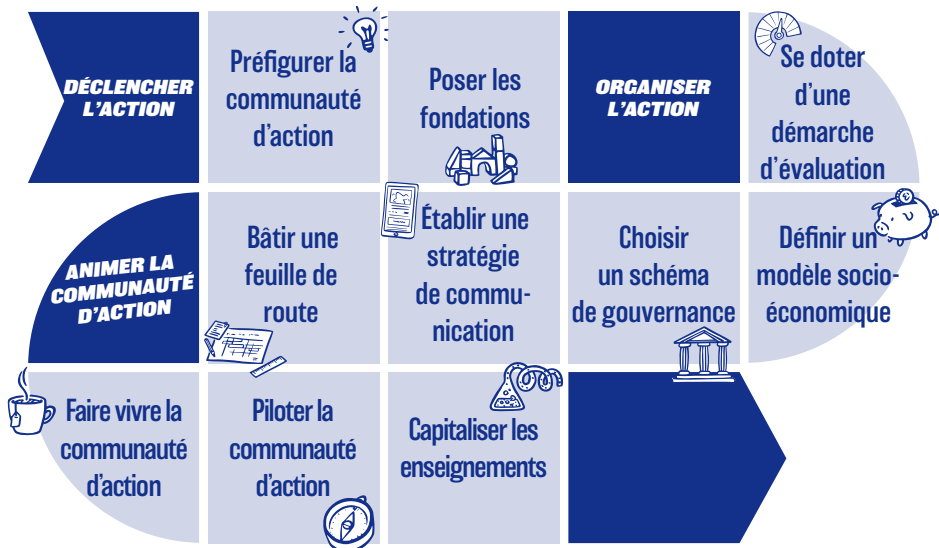 DÉCLENCHER
L'ACTION
Préfigurer la
communauté
d'action
Poser les
fondations
ORGANISER
L'ACTION
Se doter
d'une
démarche
d'évaluation
Définir un
modèle socio-
économique
Choisir
un schéma
de gouvernance
Établir une
stratégie
de commu-
nication
Bâtir une
feuille de
route
ANIMER LA
COMMUNAUTÉ
D'ACTION
Faire vivre la
communauté
d'action
Piloter la
communauté
d'action
Capitaliser les
enseignements